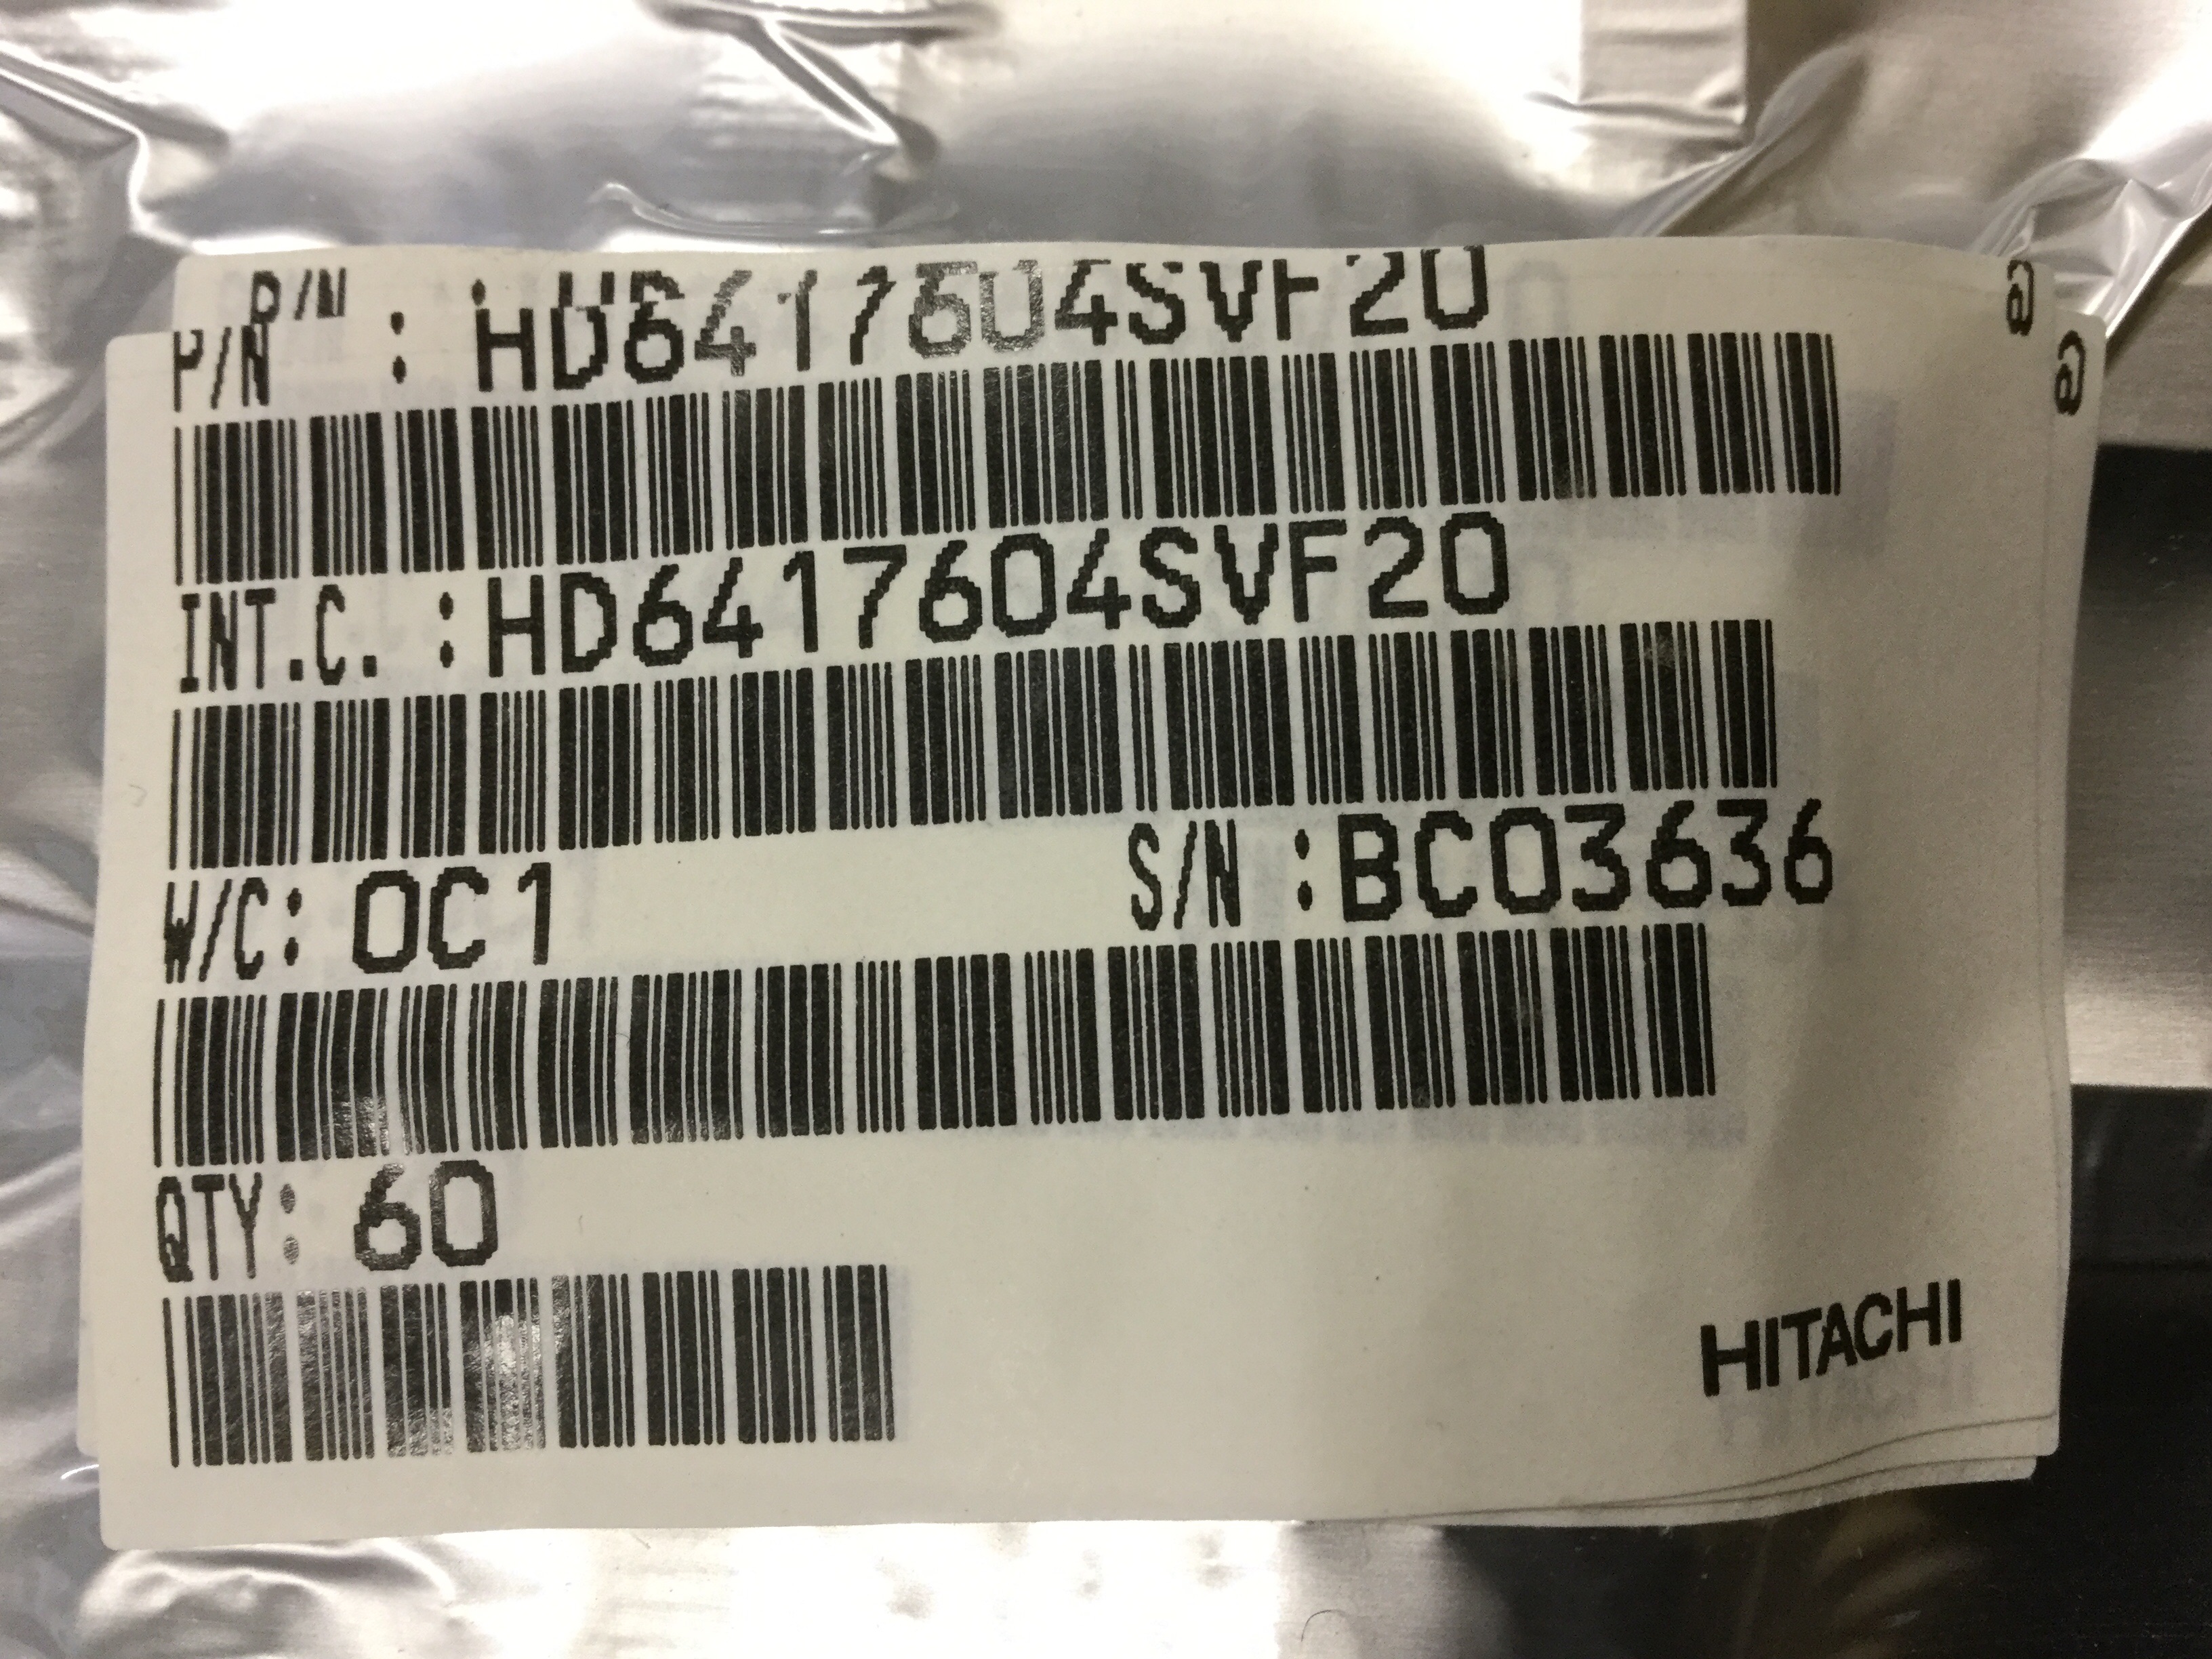 P/N : HD6417604SVF20
INT.C. :HD6417604SVF20
W/C: 0C1 S/N :BC03636
QTY: 60
HITACHI